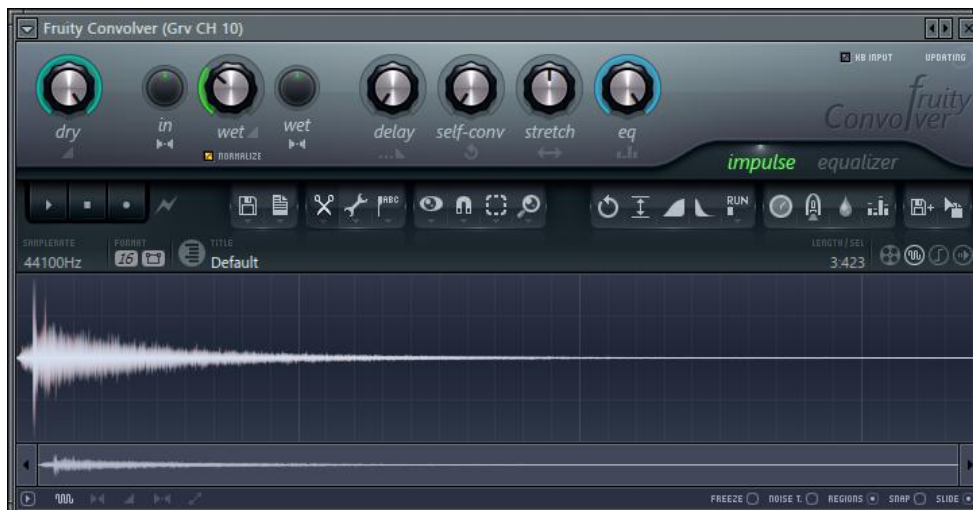 Fruity Convolver (Grv CH 10)
KB INPUT UPDATING
fruity
Convolver
dry in wet wet delay self-conv stretch eq
NORMALIZE
impulse equalizer
ABC
RUN
SAMPLERATE FORMAT TITLE LENGTH/SEL
44100Hz 16 Default 3:423
FREEZE NOISE T. REGIONS SNAP SLIDE